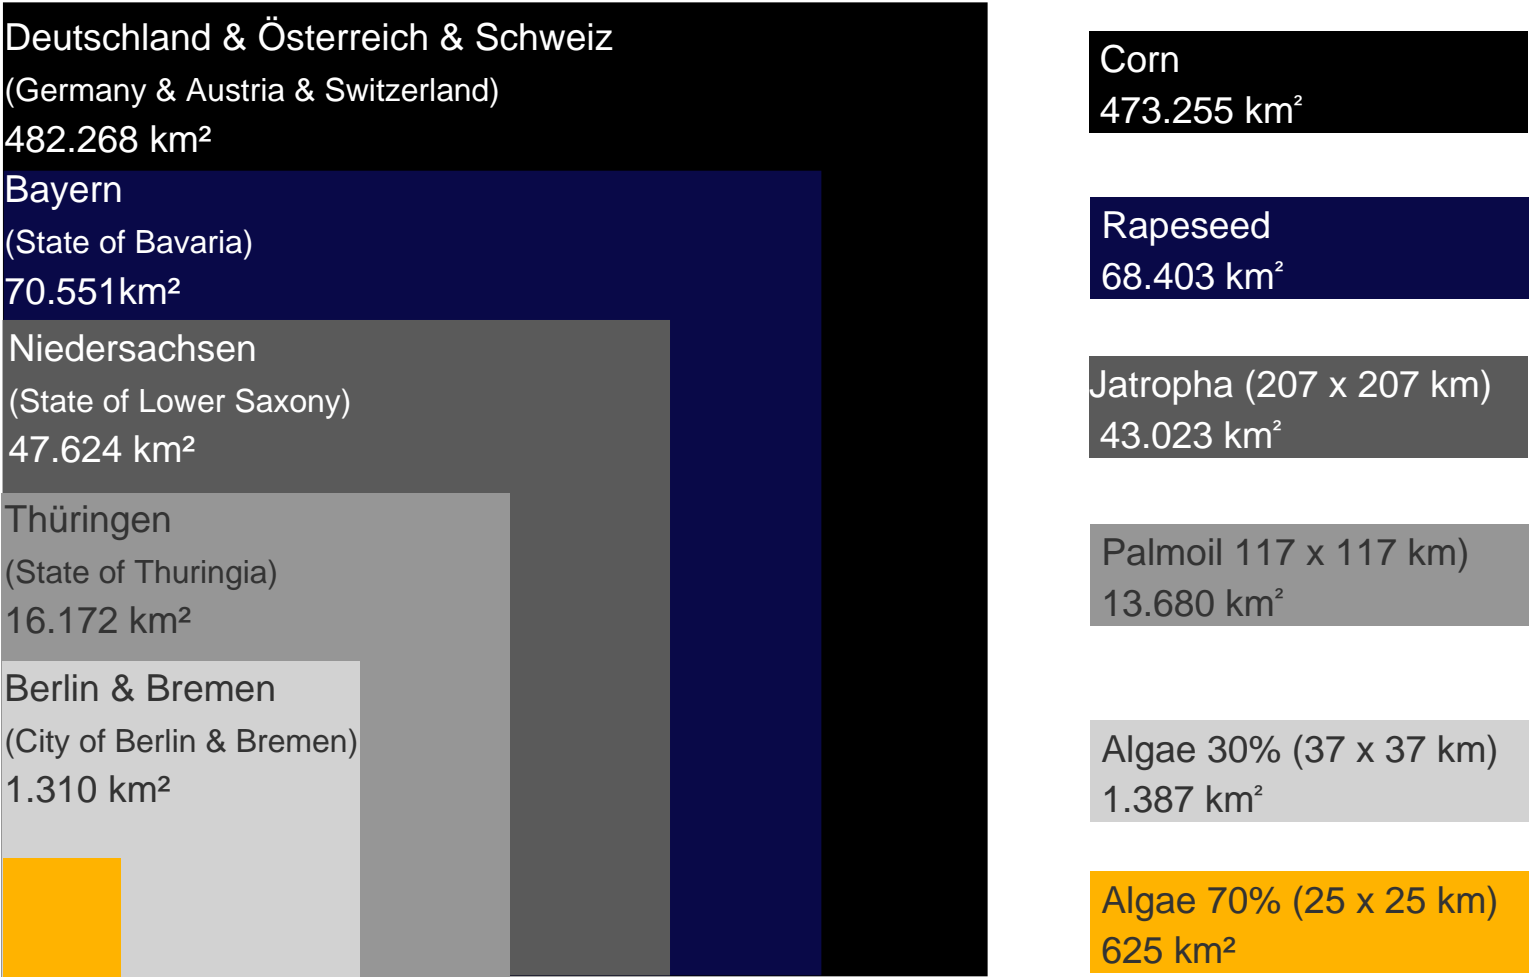 Deutschland & Österreich & Schweiz
(Germany & Austria & Switzerland)
482.268 km²
Bayern
(State of Bavaria)
70.551km²
Niedersachsen
(State of Lower Saxony)
47.624 km²
Thüringen
(State of Thuringia)
16.172 km²
Berlin & Bremen
(City of Berlin & Bremen)
1.310 km²
Corn
473.255 km²
Rapeseed
68.403 km²
Jatropha (207 x 207 km)
43.023 km²
Palmoil 117 x 117 km)
13.680 km²
Algae 30% (37 x 37 km)
1.387 km²
Algae 70% (25 x 25 km)
625 km²